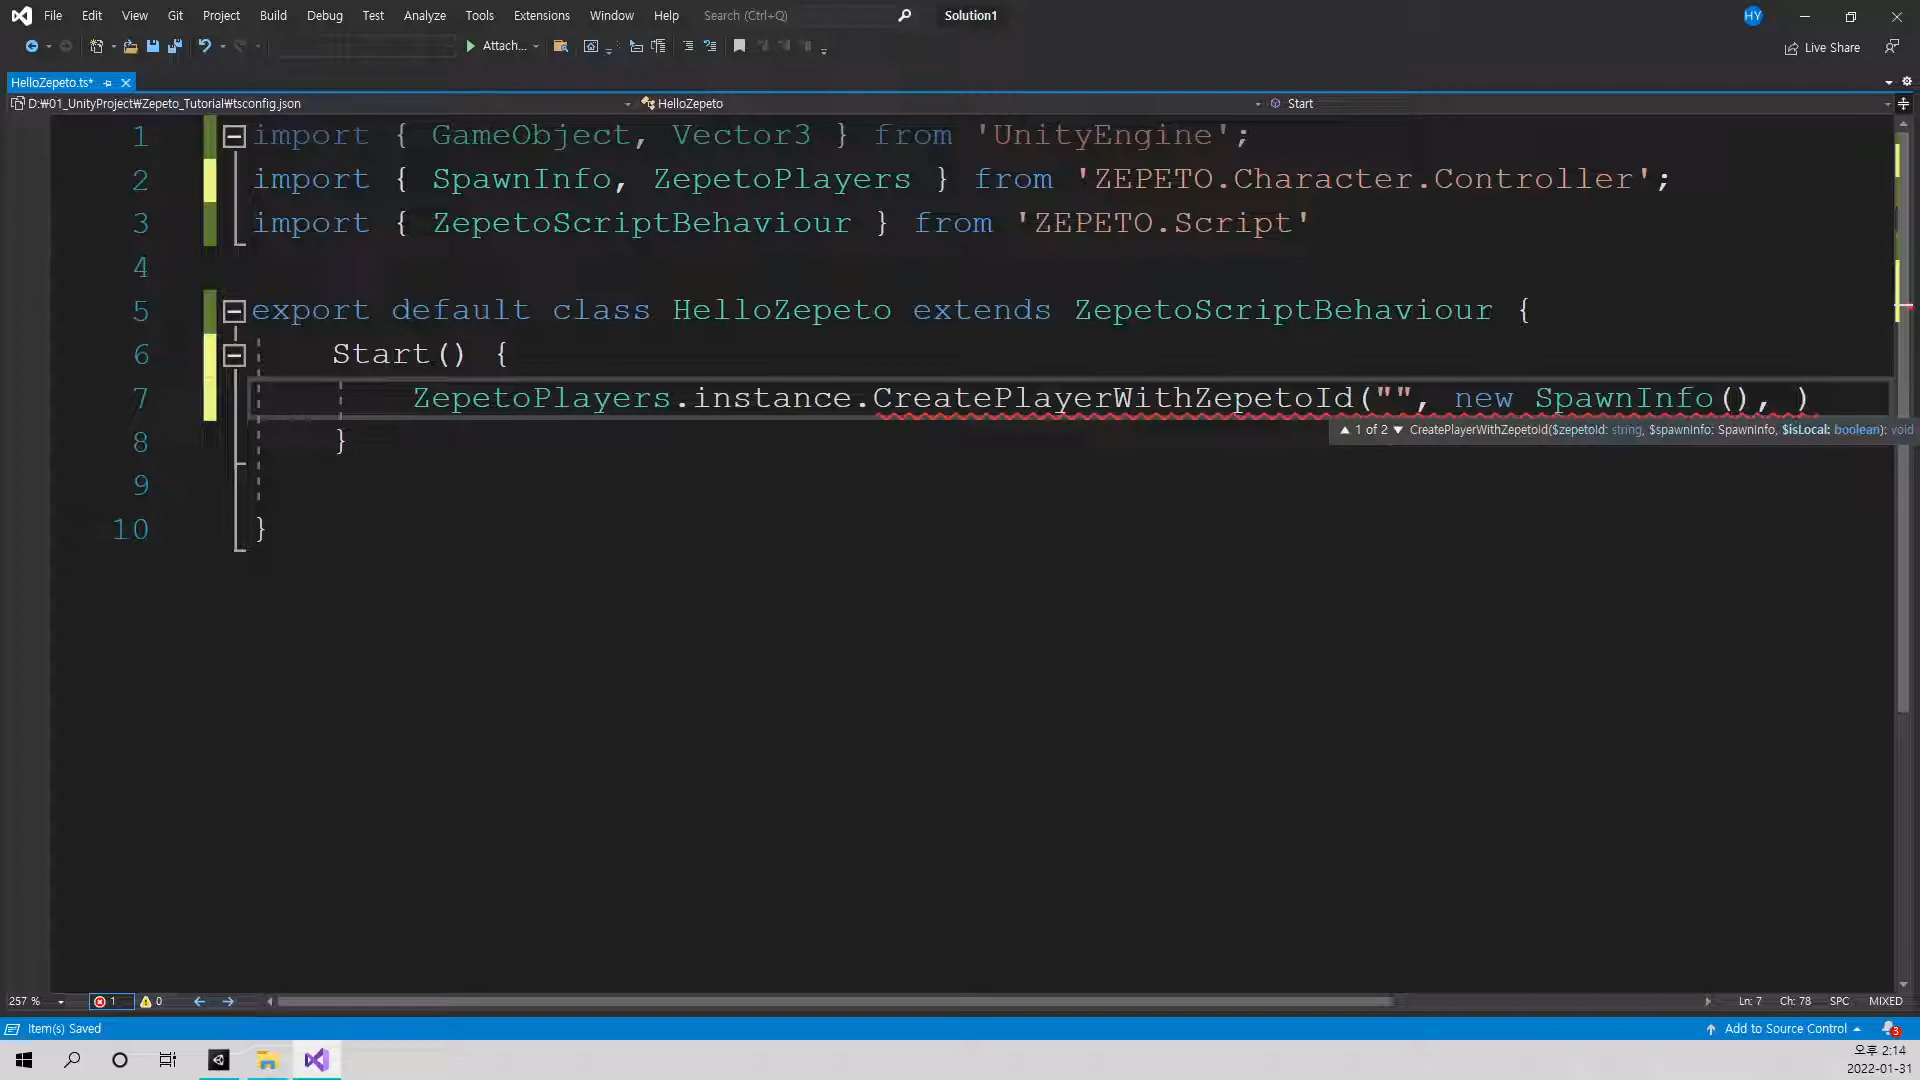 File Edit View Git Project Build Debug Test Analyze Tools Extensions Window Help Search (Ctrl+Q) Solution1 HY
Attach... Live Share
HelloZepeto.ts*
D:₩01_UnityProject₩Zepeto_Tutorial₩tsconfig.json HelloZepeto Start
1 import { GameObject, Vector3 } from 'UnityEngine';
2 import { SpawnInfo, ZepetoPlayers } from 'ZEPETO.Character.Controller';
3 import { ZepetoScriptBehaviour } from 'ZEPETO.Script'
4
5 export default class HelloZepeto extends ZepetoScriptBehaviour {
6 Start() {
7 ZepetoPlayers.instance.CreatePlayerWithZepetoId("", new SpawnInfo(), )
▲ 1 of 2 ▼ CreatePlayerWithZepetoId($zepetoId: string, $spawnInfo: SpawnInfo, $isLocal: boolean): void
8 }
9
10 }
257 % 1 0 Ln: 7 Ch: 78 SPC MIXED
Item(s) Saved Add to Source Control 3
오후 2:14
2022-01-31